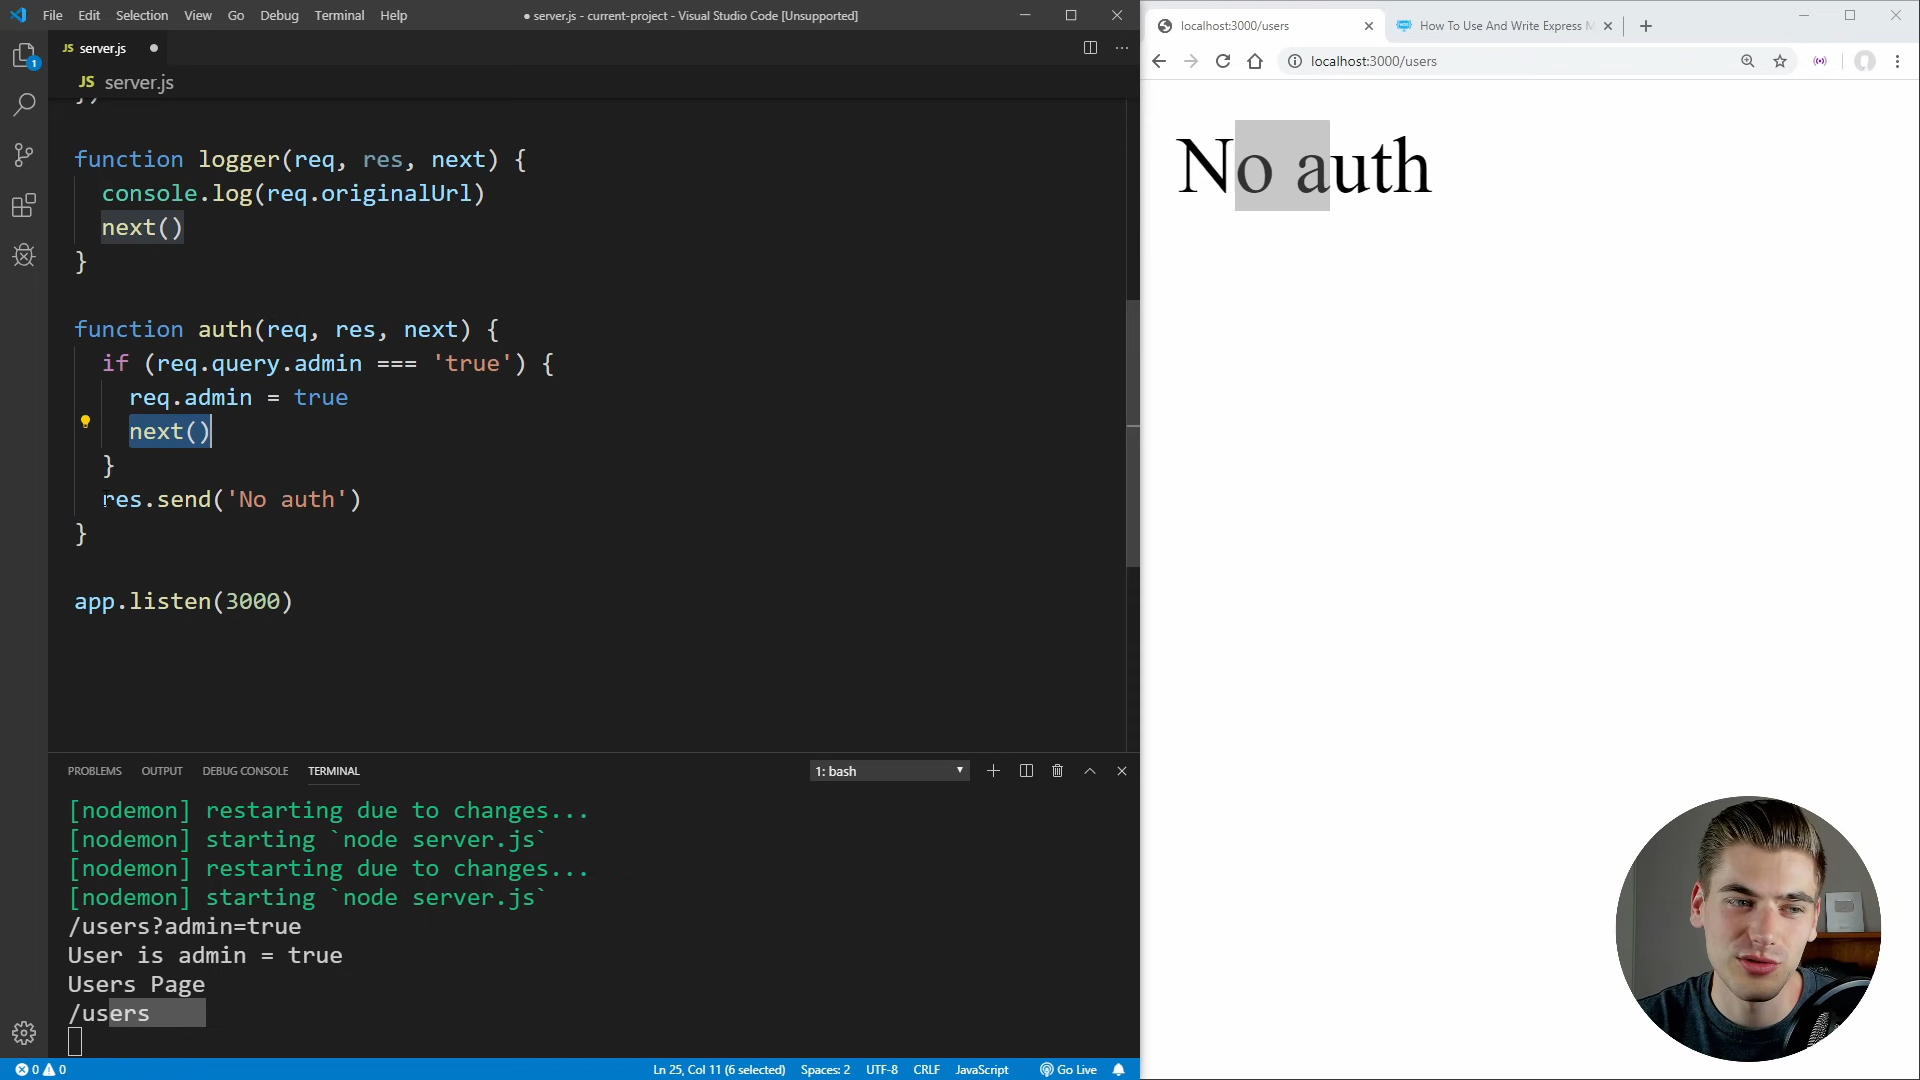 File Edit Selection View Go Debug Terminal Help
● server.js - current-project - Visual Studio Code [Unsupported]
JS server.js
JS server.js
function logger(req, res, next) {
console.log(req.originalUrl)
next()
}
function auth(req, res, next) {
if (req.query.admin === 'true') {
req.admin = true
next()
}
res.send('No auth')
}
app.listen(3000)
1
PROBLEMS OUTPUT DEBUG CONSOLE TERMINAL
1: bash
[nodemon] restarting due to changes...
[nodemon] starting `node server.js`
[nodemon] restarting due to changes...
[nodemon] starting `node server.js`
/users?admin=true
User is admin = true
Users Page
/users
0 0
Ln 25, Col 11 (6 selected) Spaces: 2 UTF-8 CRLF JavaScript Go Live
localhost:3000/users
How To Use And Write Express M
localhost:3000/users
No auth